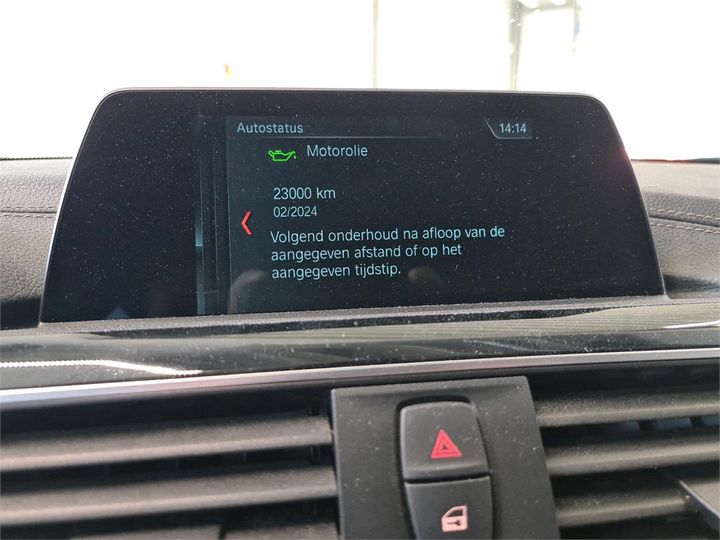 Autostatus 14:14
Motorolie
23000 km
02/2024
Volgend onderhoud na afloop van de
aangegeven afstand of op het
aangegeven tijdstip.